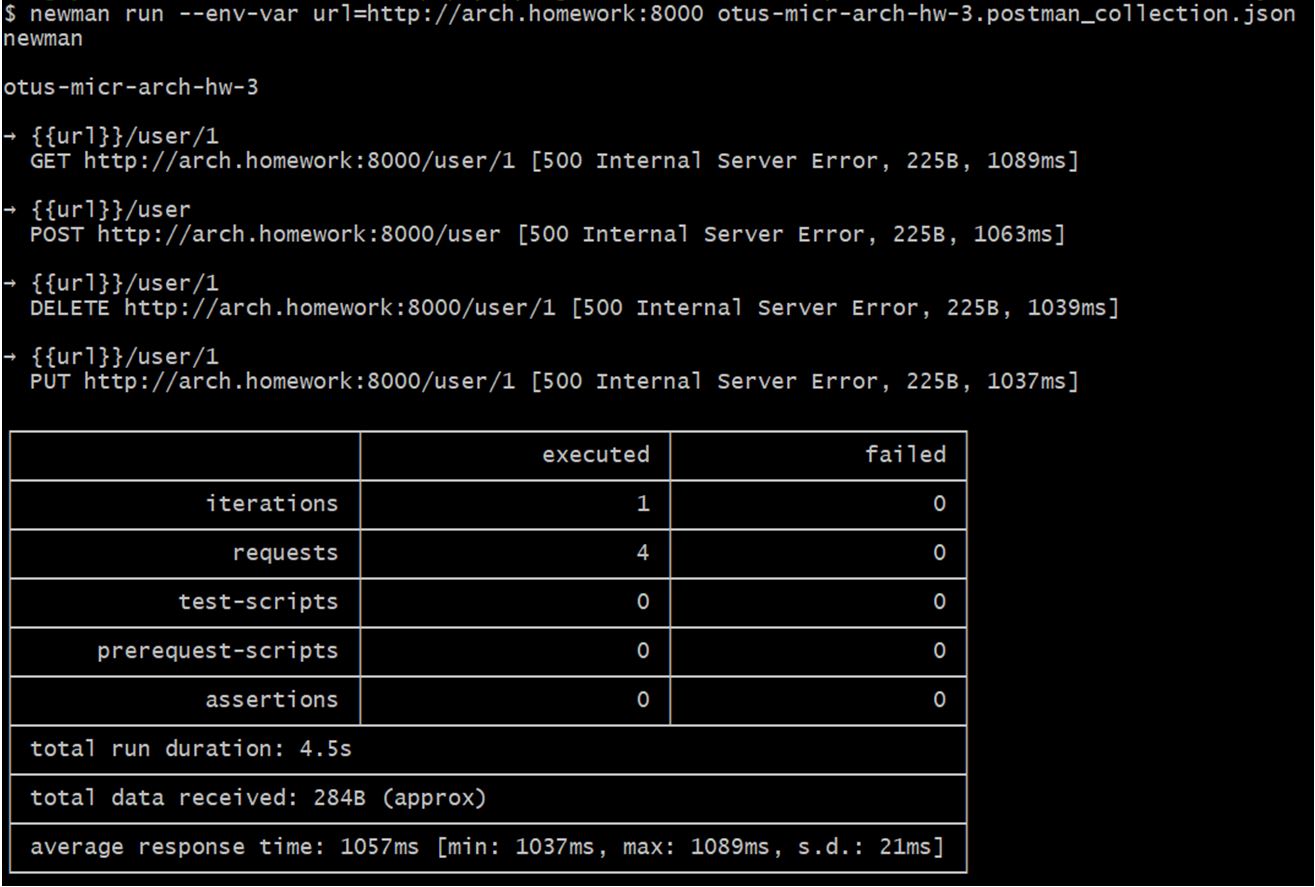 $ newman run --env-var url=http://arch.homework:8000 otus-micr-arch-hw-3.postman_collection.json
newman
otus-micr-arch-hw-3
→ {{url}}/user/1
GET http://arch.homework:8000/user/1 [500 Internal Server Error, 225B, 1089ms]
→ {{url}}/user
POST http://arch.homework:8000/user [500 Internal Server Error, 225B, 1063ms]
→ {{url}}/user/1
DELETE http://arch.homework:8000/user/1 [500 Internal Server Error, 225B, 1039ms]
→ {{url}}/user/1
PUT http://arch.homework:8000/user/1 [500 Internal Server Error, 225B, 1037ms]
executed failed
iterations 1 0
requests 4 0
test-scripts 0 0
prerequest-scripts 0 0
assertions 0 0
total run duration: 4.5s
total data received: 284B (approx)
average response time: 1057ms [min: 1037ms, max: 1089ms, s.d.: 21ms]